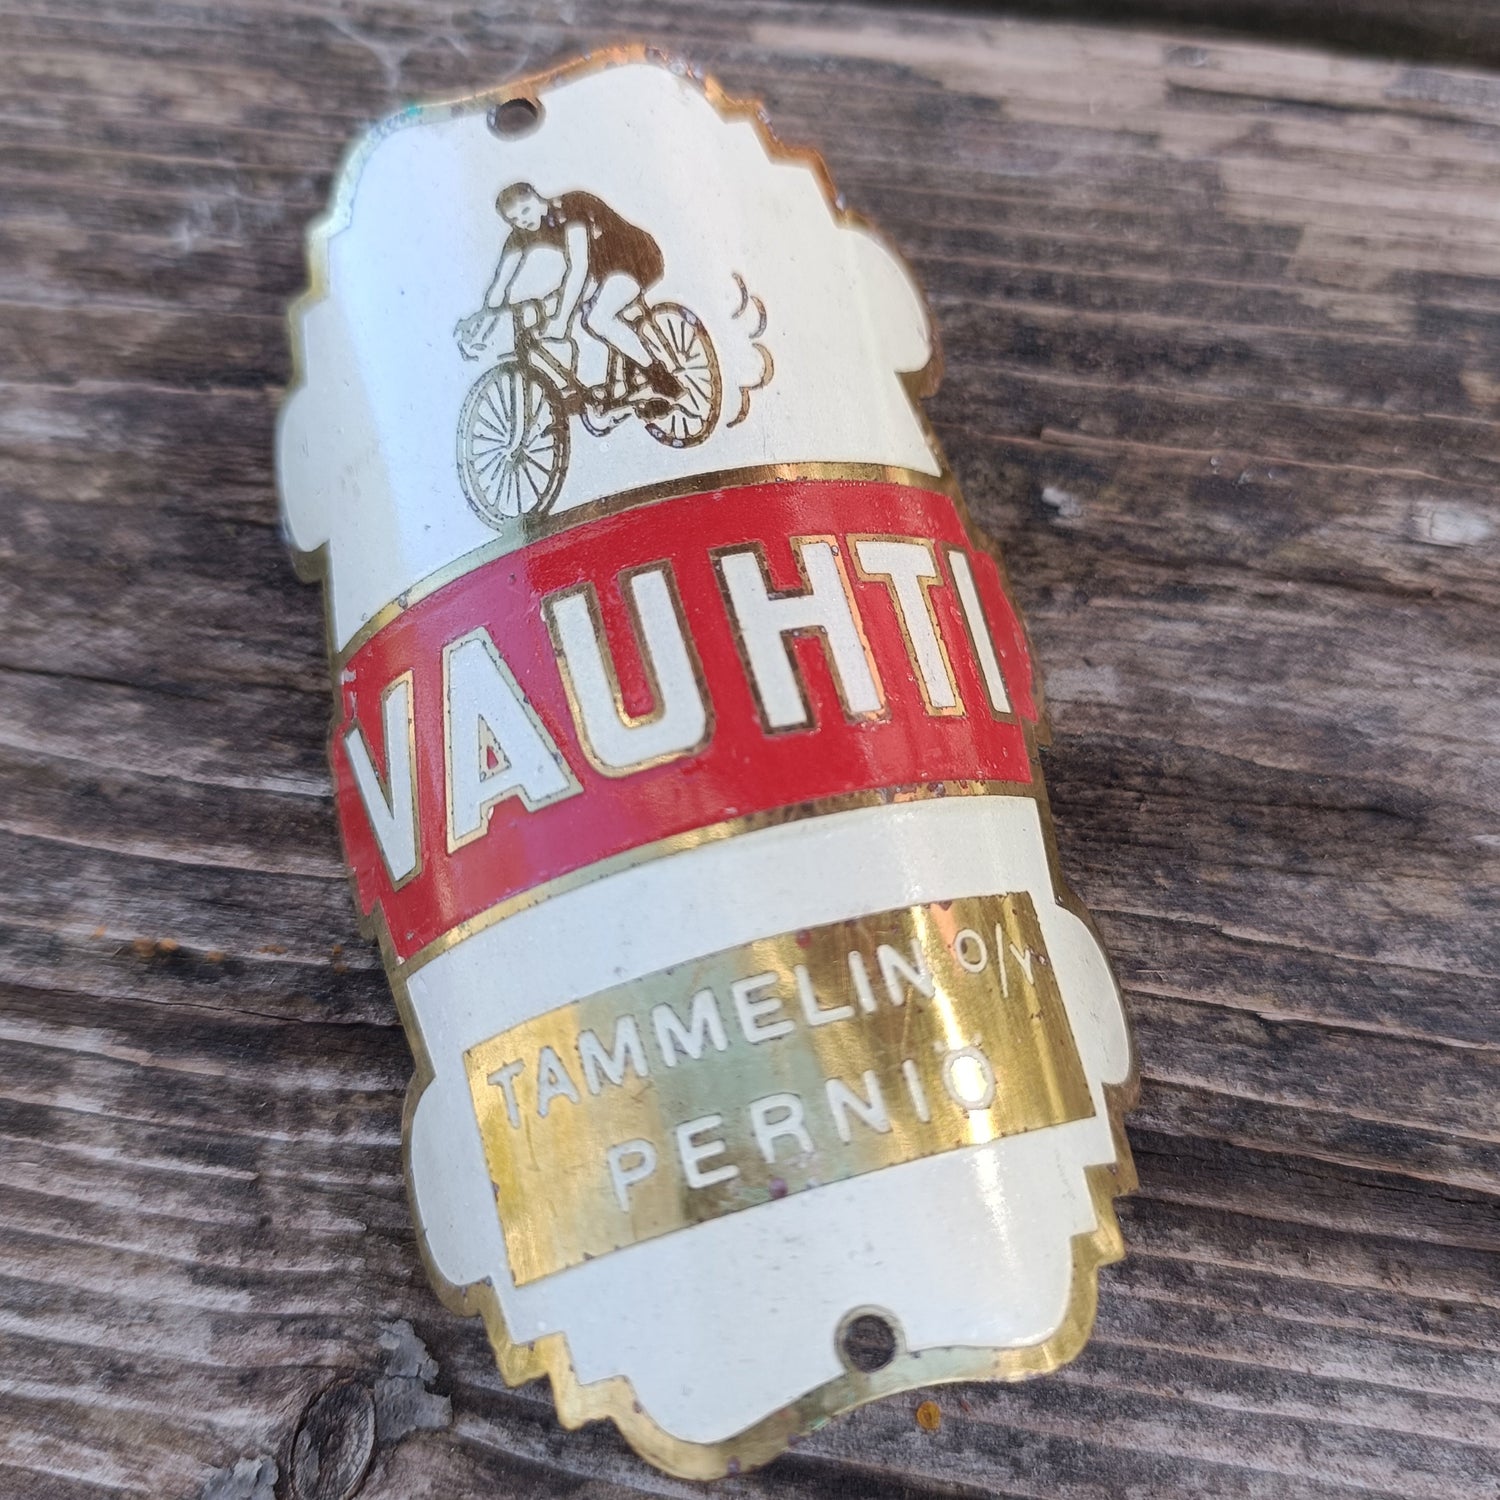 VAUHTI
TAMMELIN O/Y
PERNIÖ